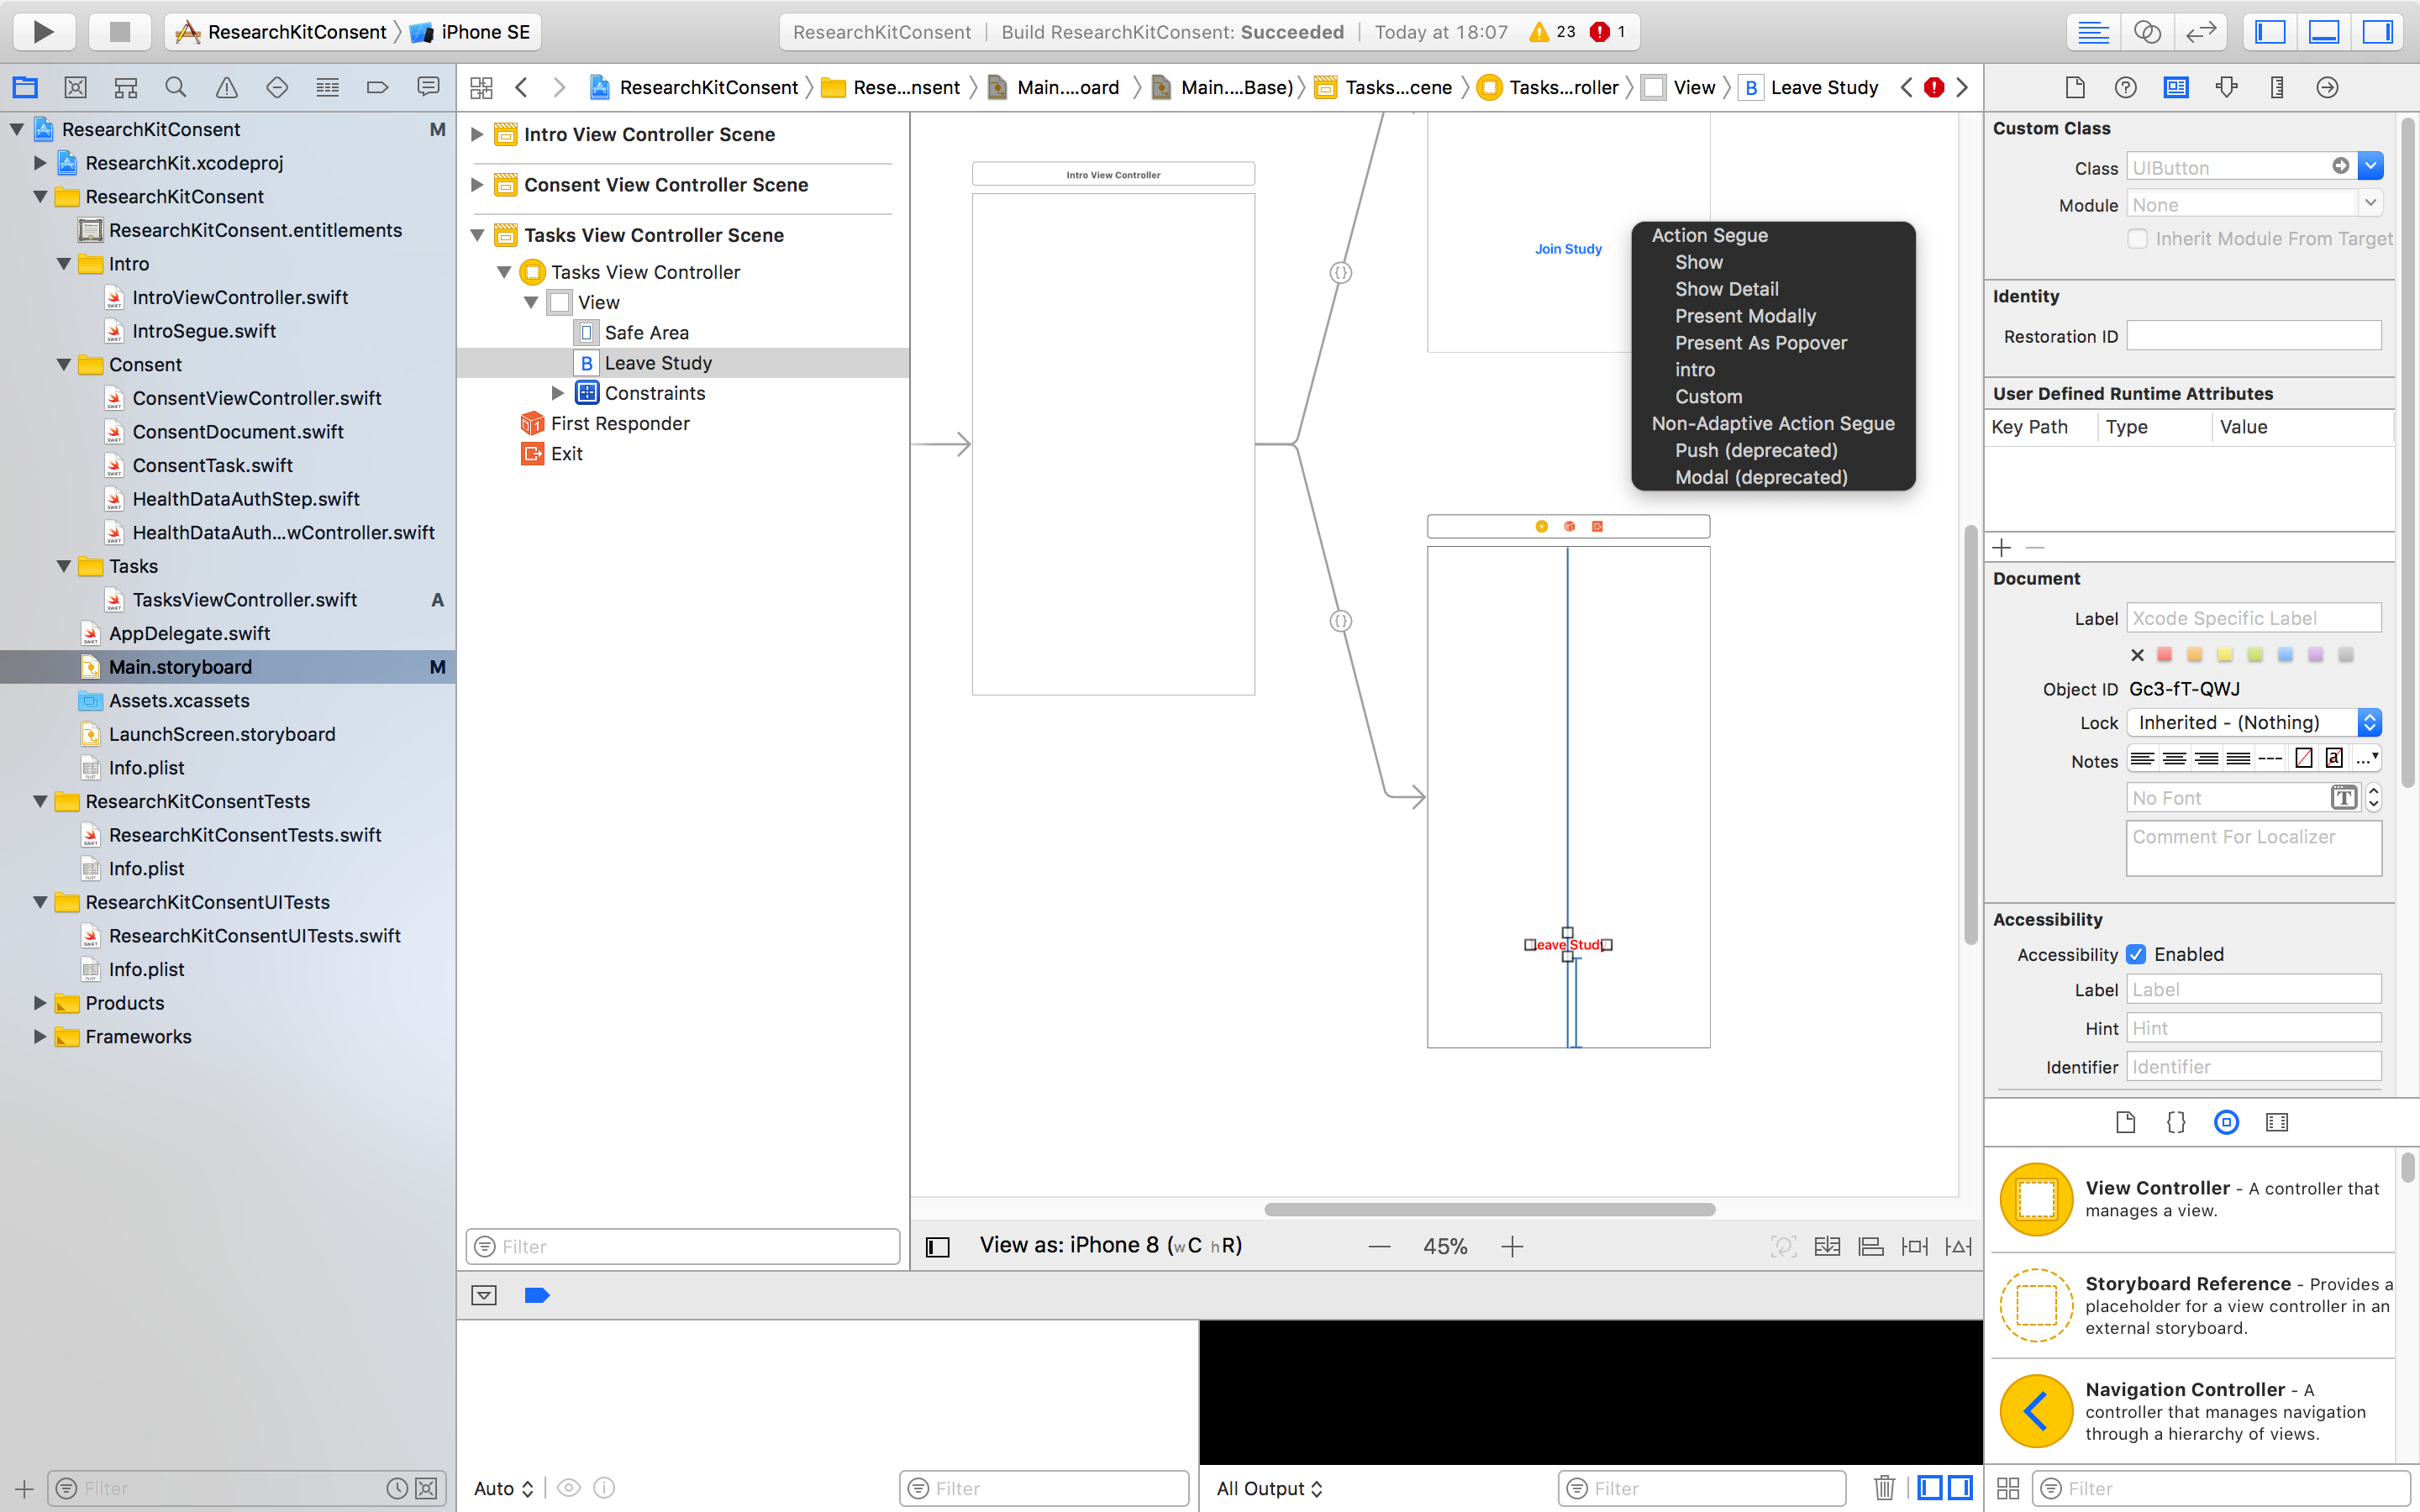 ResearchKitConsent iPhone SE
ResearchKitConsent | Build ResearchKitConsent: Succeeded | Today at 18:07 23 1
ResearchKitConsent Rese...nsent Main....oard Main....Base) Tasks...cene Tasks...roller View B Leave Study
ResearchKitConsent M
ResearchKit.xcodeproj
ResearchKitConsent
ResearchKitConsent.entitlements
Intro
IntroViewController.swift
IntroSegue.swift
Consent
ConsentViewController.swift
ConsentDocument.swift
ConsentTask.swift
HealthDataAuthStep.swift
HealthDataAuth...wController.swift
Tasks
TasksViewController.swift A
AppDelegate.swift
Main.storyboard M
Assets.xcassets
LaunchScreen.storyboard
Info.plist
ResearchKitConsentTests
ResearchKitConsentTests.swift
Info.plist
ResearchKitConsentUITests
ResearchKitConsentUITests.swift
Info.plist
Products
Frameworks
Filter
Intro View Controller Scene
Consent View Controller Scene
Tasks View Controller Scene
Tasks View Controller
View
Safe Area
B Leave Study
Constraints
First Responder
Exit
Filter
Intro View Controller
Join Study
Action Segue
Show
Show Detail
Present Modally
Present As Popover
intro
Custom
Non-Adaptive Action Segue
Push (deprecated)
Modal (deprecated)
{}
{}
Leave Study
View as: iPhone 8 (wC hR)
45%
Auto
Filter
All Output
Filter
Custom Class
Class UIButton
Module None
Inherit Module From Target
Identity
Restoration ID
User Defined Runtime Attributes
Key Path Type Value
Document
Label Xcode Specific Label
Object ID Gc3-fT-QWJ
Lock Inherited - (Nothing)
Notes
No Font T
Comment For Localizer
Accessibility
Accessibility Enabled
Label Label
Hint Hint
Identifier Identifier
{}
View Controller - A controller that
manages a view.
Storyboard Reference - Provides a
placeholder for a view controller in an
external storyboard.
Navigation Controller - A
controller that manages navigation
through a hierarchy of views.
Filter